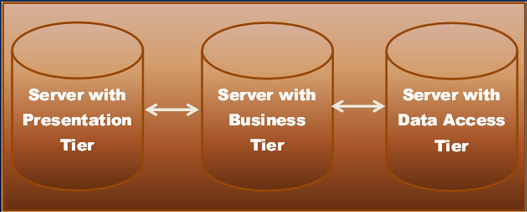 Server with
Presentation
Tier
Server with
Business
Tier
Server with
Data Access
Tier